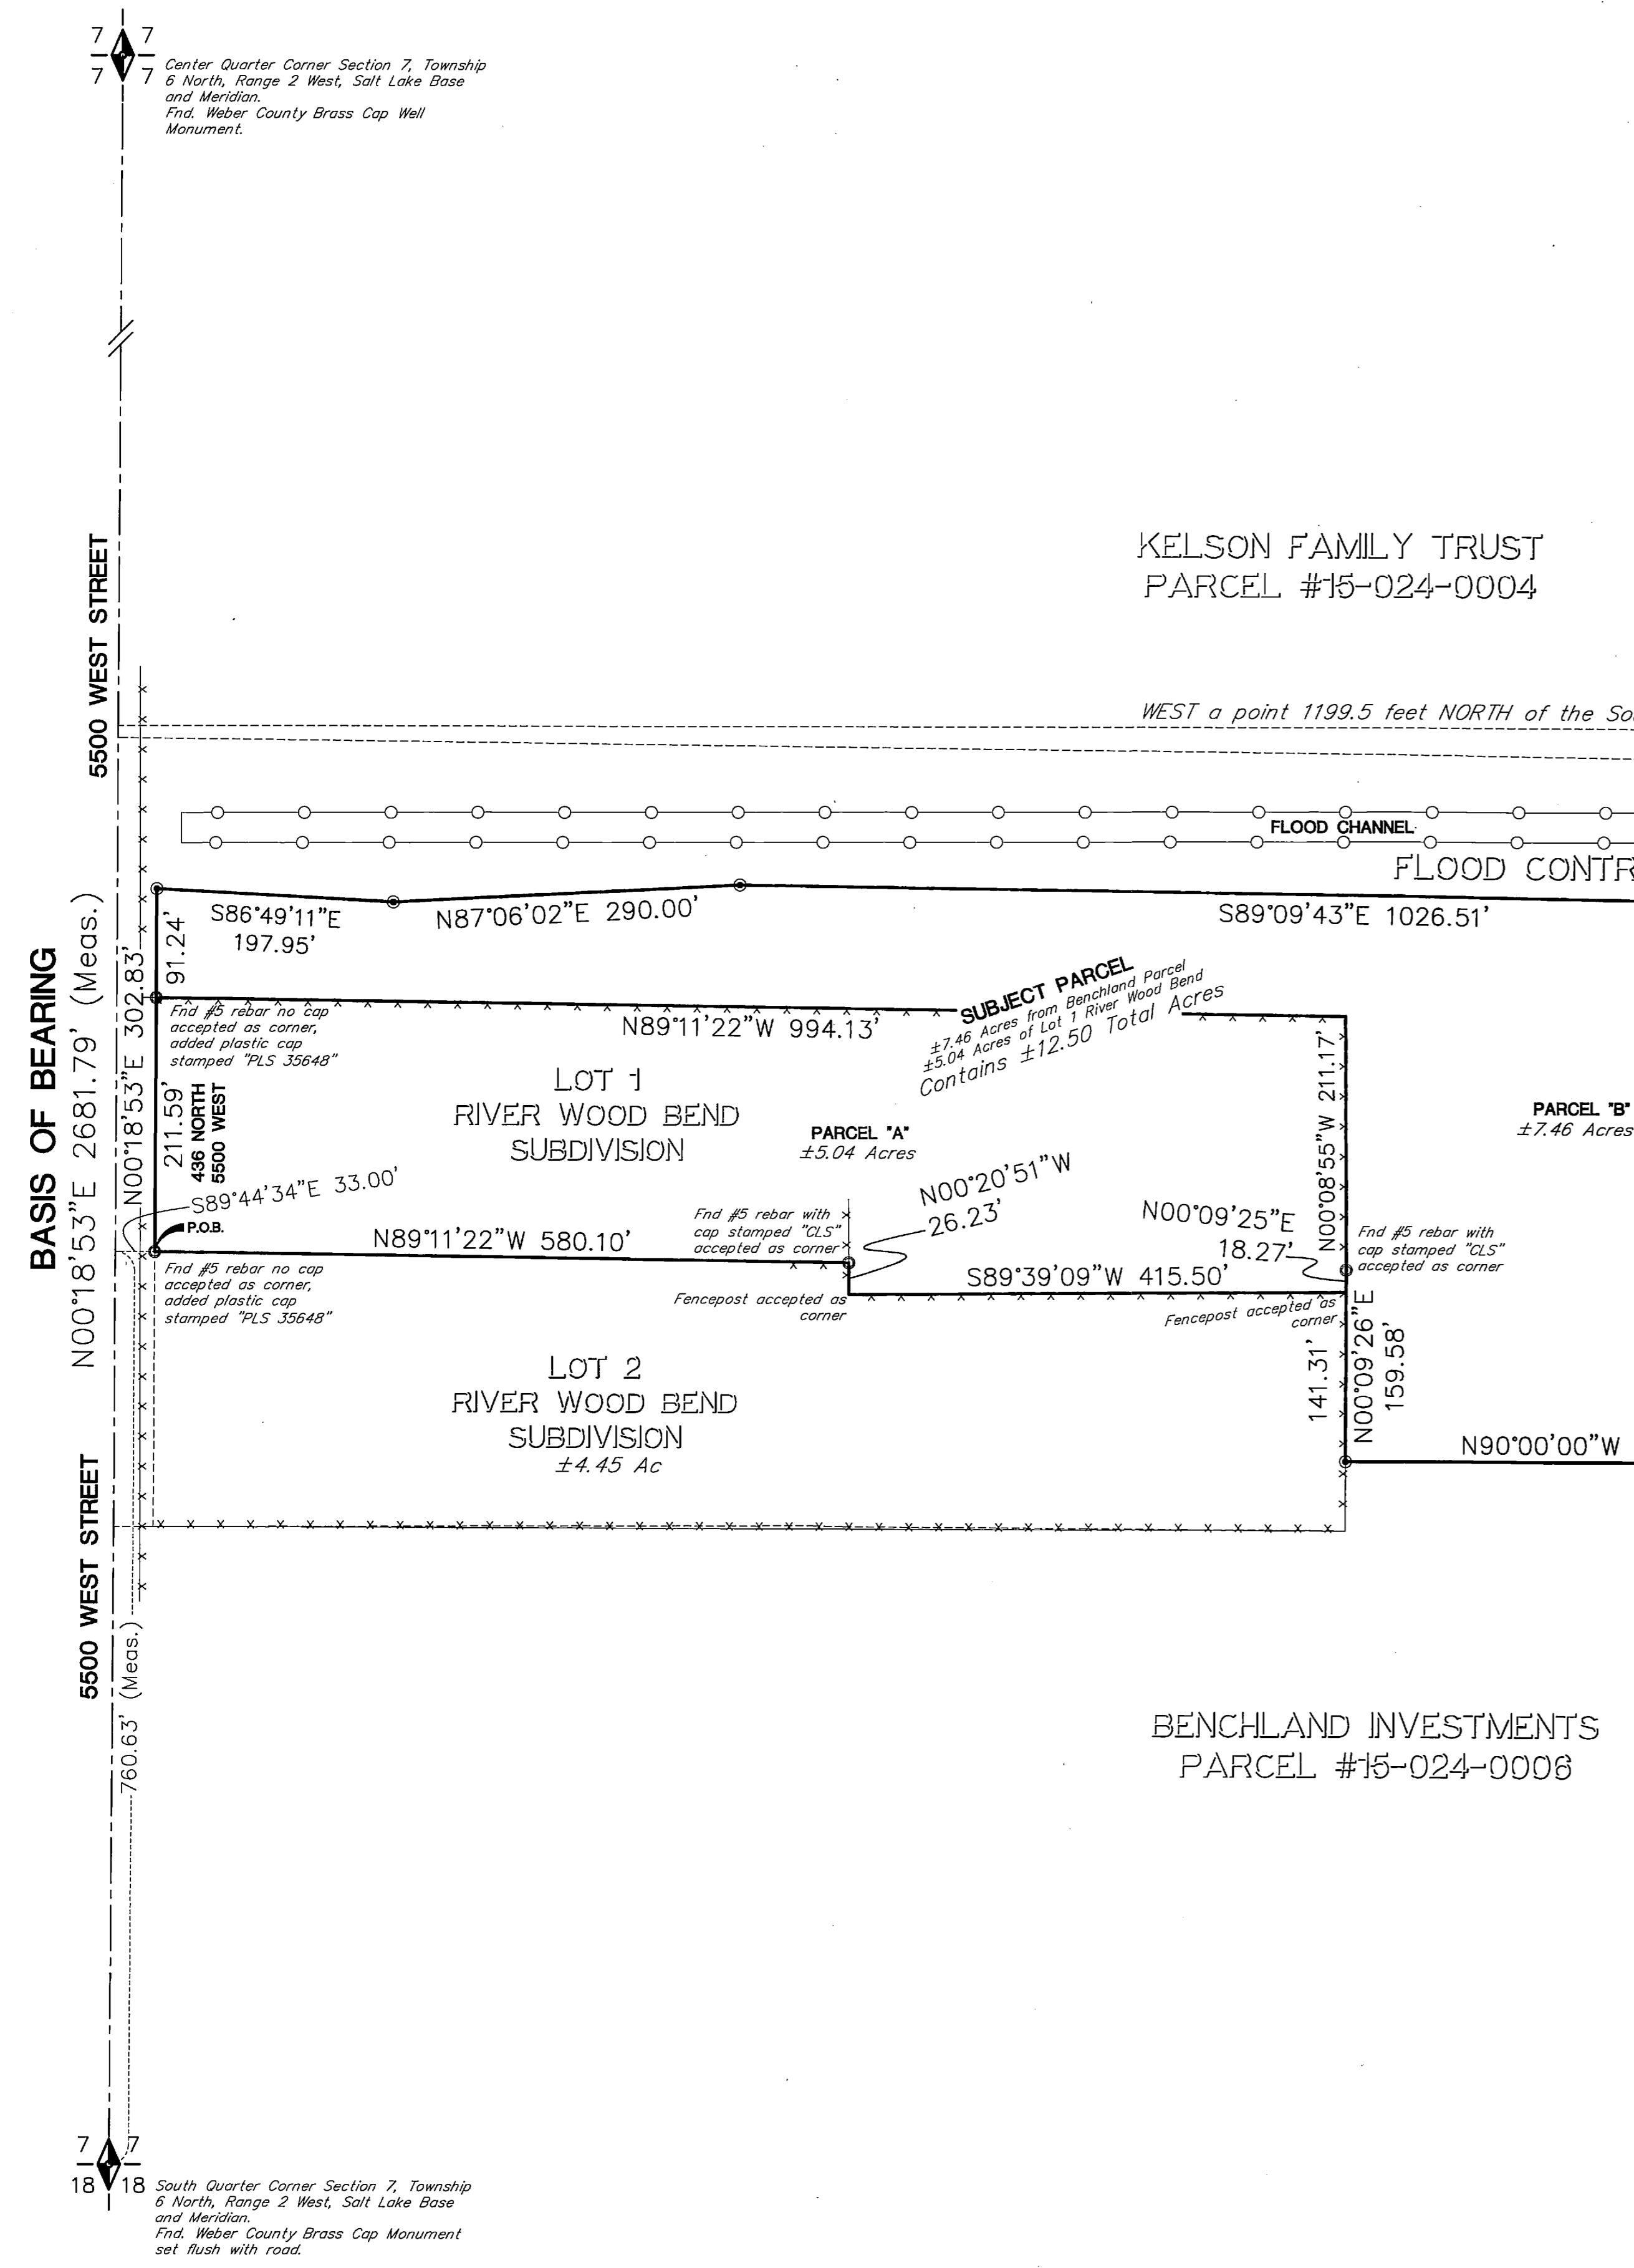 7 7
7 7
Center Quarter Corner Section 7, Township
6 North, Range 2 West, Salt Lake Base
and Meridian.
Fnd. Weber County Brass Cap Well
Monument.
5500 WEST STREET
KELSON FAMILY TRUST
PARCEL #15-024-0004
WEST a point 1199.5 feet NORTH of the So
FLOOD CHANNEL
FLOOD CONTR
BASIS OF BEARING
N00°18'53"E 2681.79' (Meas.)
N00°18'53"E 302.83'
91.24'
S86°49'11"E
197.95'
N87°06'02"E 290.00'
S89°09'43"E 1026.51'
Fnd #5 rebar no cap
accepted as corner,
added plastic cap
stamped "PLS 35648"
N89°11'22"W 994.13'
SUBJECT PARCEL
±7.46 Acres from Benchland Parcel
±5.04 Acres of Lot 1 River Wood Bend
Contains ±12.50 Total Acres
211.59'
436 NORTH
5500 WEST
LOT 1
RIVER WOOD BEND
SUBDIVISION
PARCEL "A"
±5.04 Acres
N00°08'55"W 211.17'
PARCEL "B"
±7.46 Acres
S89°44'34"E 33.00'
P.O.B.
N89°11'22"W 580.10'
Fnd #5 rebar with
cap stamped "CLS"
accepted as corner
N00°20'51"W
26.23'
N00°09'25"E
18.27'
Fnd #5 rebar with
cap stamped "CLS"
accepted as corner
Fnd #5 rebar no cap
accepted as corner,
added plastic cap
stamped "PLS 35648"
S89°39'09"W 415.50'
Fencepost accepted as
corner
Fencepost accepted as
corner
141.31'
N00°09'26"E
159.58'
LOT 2
RIVER WOOD BEND
SUBDIVISION
±4.45 Ac
N90°00'00"W
5500 WEST STREET
760.63' (Meas.)
BENCHLAND INVESTMENTS
PARCEL #15-024-0006
7 7
18 18
South Quarter Corner Section 7, Township
6 North, Range 2 West, Salt Lake Base
and Meridian.
Fnd. Weber County Brass Cap Monument
set flush with road.